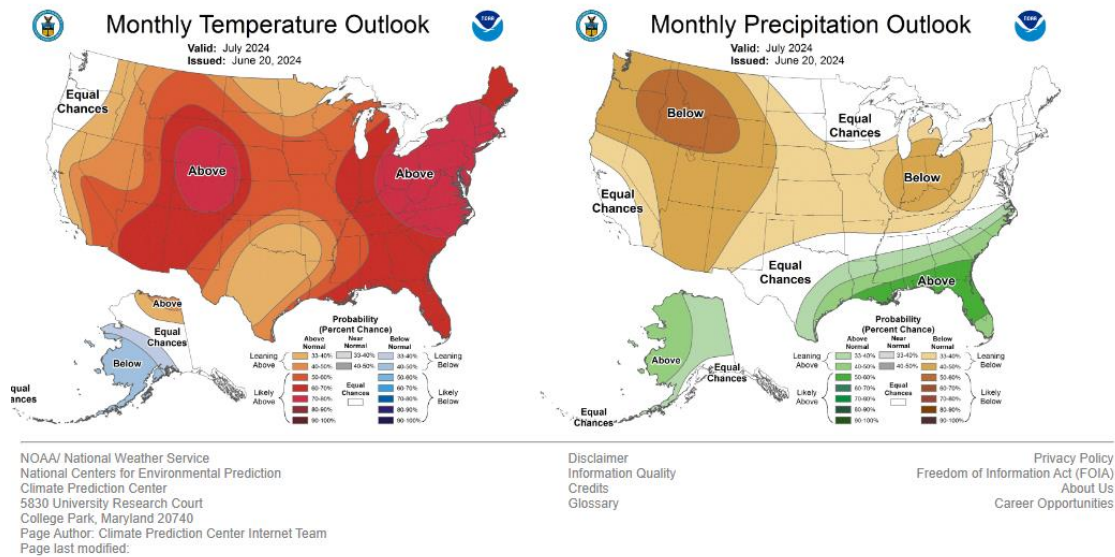 Monthly Temperature Outlook
Valid: July 2024
Issued: June 20, 2024
Equal
Chances
Above
Above
Above
Equal
Chances
Below
qual
ances
Probability
(Percent Chance)
Above
Normal
Near
Normal
Below
Normal
Leaning
Above
Likely
Above
33-40%
40-50%
50-60%
60-70%
70-80%
80-90%
90-100%
33-40%
40-50%
Equal
Chances
33-40%
40-50%
50-60%
60-70%
70-80%
80-90%
90-100%
Leaning
Below
Likely
Below
Monthly Precipitation Outlook
Valid: July 2024
Issued: June 20, 2024
Below
Equal
Chances
Below
Equal
Chances
Equal
Chances
Above
Above
Equal
Chances
Equal
Chances
Probability
(Percent Chance)
Above
Normal
Near
Normal
Below
Normal
Leaning
Above
Likely
Above
33-40%
40-50%
50-60%
60-70%
70-80%
80-90%
90-100%
33-40%
40-50%
Equal
Chances
33-40%
40-50%
50-60%
60-70%
70-80%
80-90%
90-100%
Leaning
Below
Likely
Below
NOAA/ National Weather Service
National Centers for Environmental Prediction
Climate Prediction Center
5830 University Research Court
College Park, Maryland 20740
Page Author: Climate Prediction Center Internet Team
Page last modified:
Disclaimer
Information Quality
Credits
Glossary
Privacy Policy
Freedom of Information Act (FOIA)
About Us
Career Opportunities